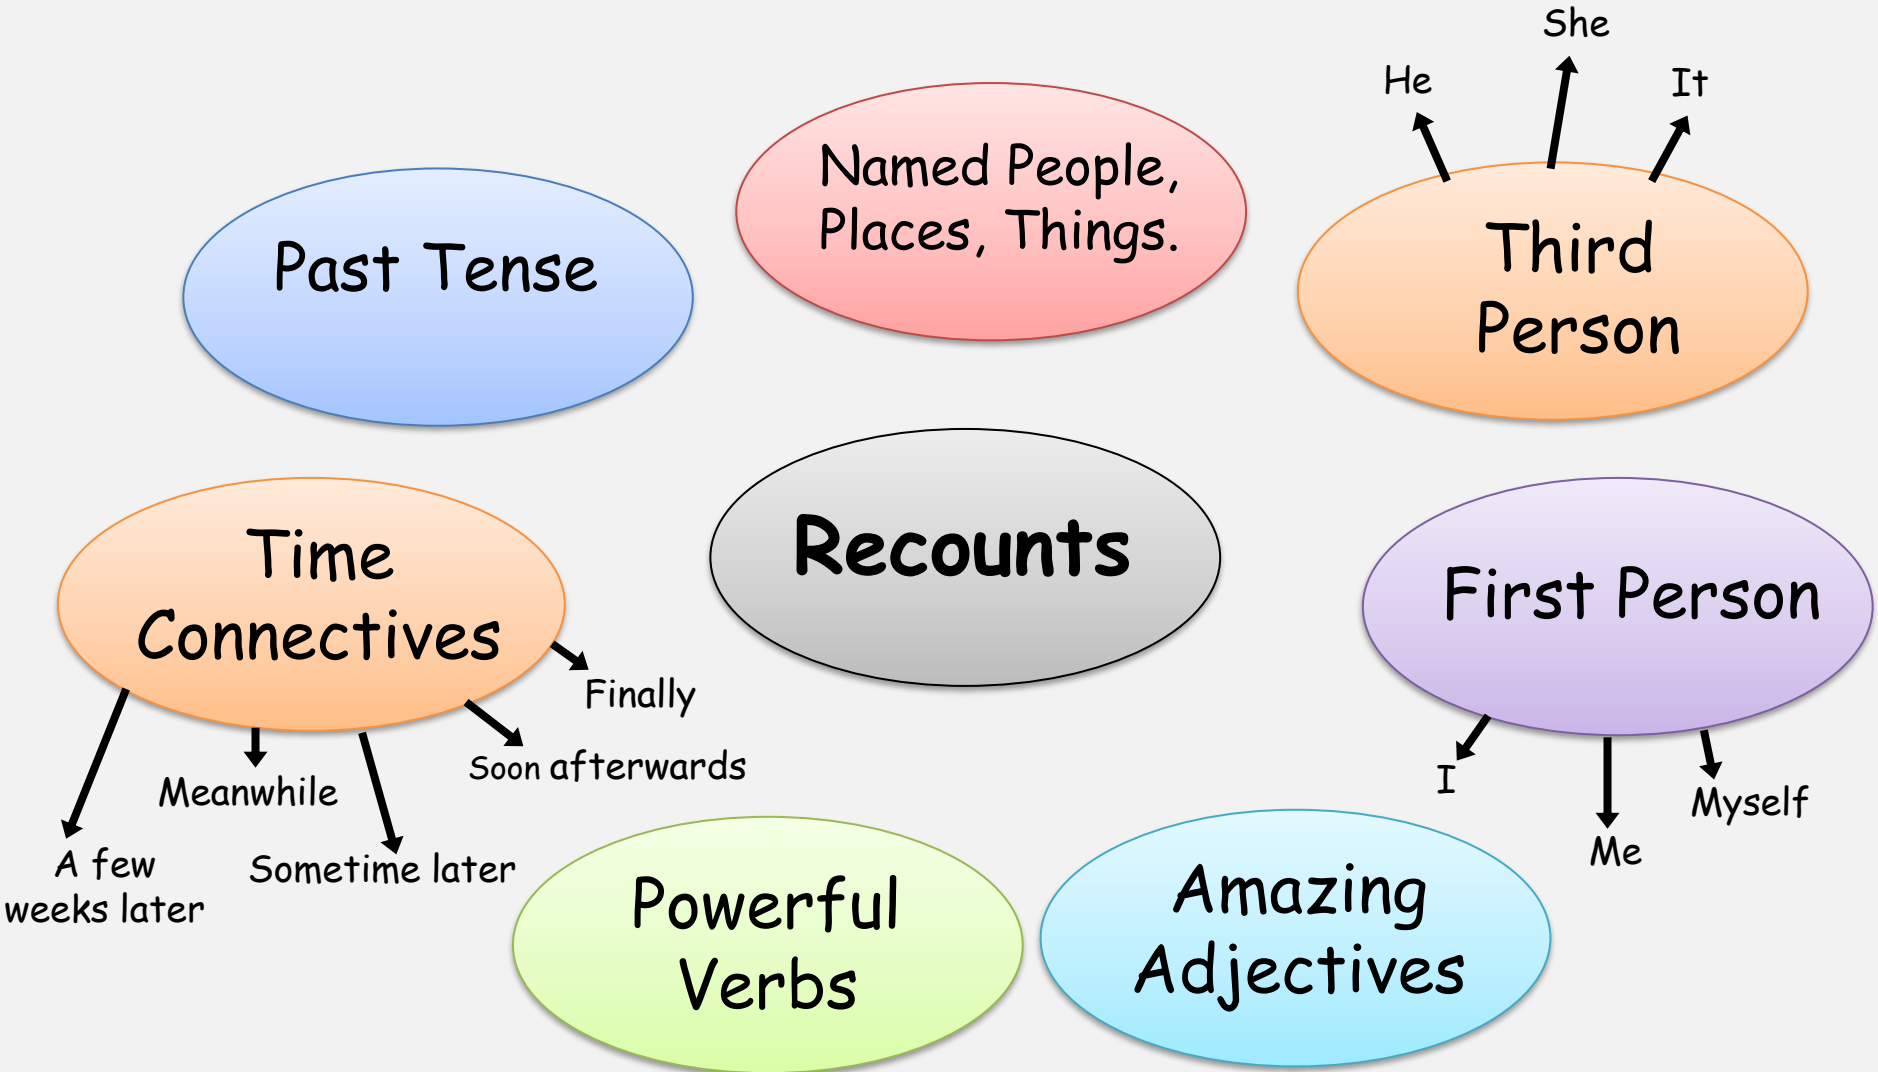 She
He
It
Named People,
Places, Things.
Past Tense
Third
Person
Recounts
Time
Connectives
First Person
Finally
Soon afterwards
Meanwhile
Sometime later
A few
weeks later
I
Myself
Me
Powerful
Verbs
Amazing
Adjectives